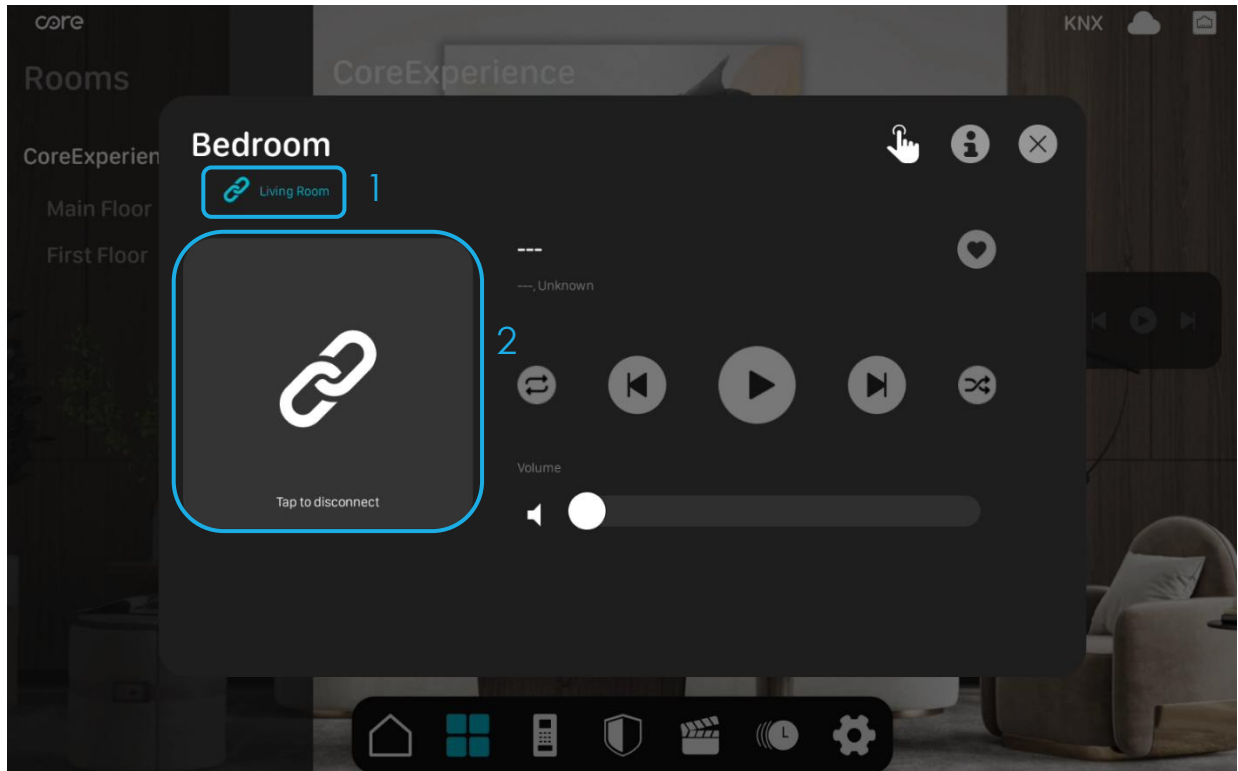 core
KNX
Rooms
CoreExperience
CoreExperien
Main Floor
First Floor
Bedroom
Living Room
1
---
---, Unknown
2
Volume
Tap to disconnect